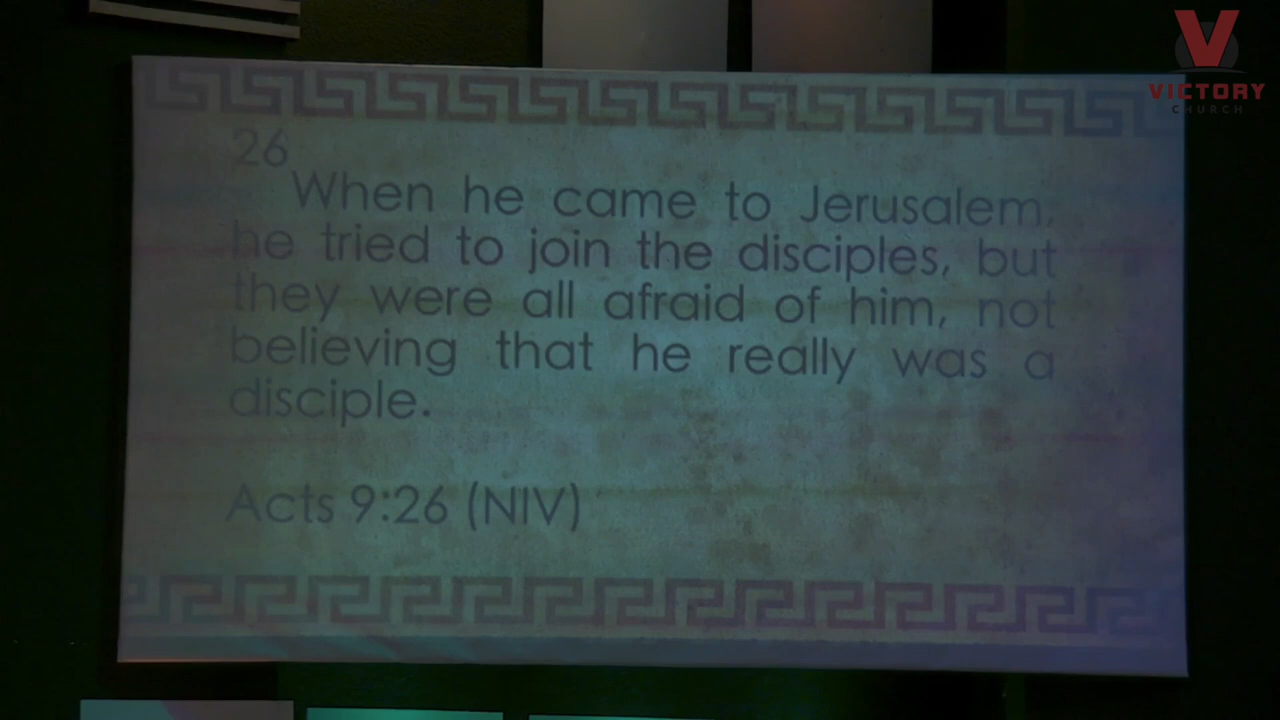 26
When he came to Jerusalem,
he tried to join the disciples, but
they were all afraid of him, not
believing that he really was a
disciple.
Acts 9:26 (NIV)
VICTORY
CHURCH